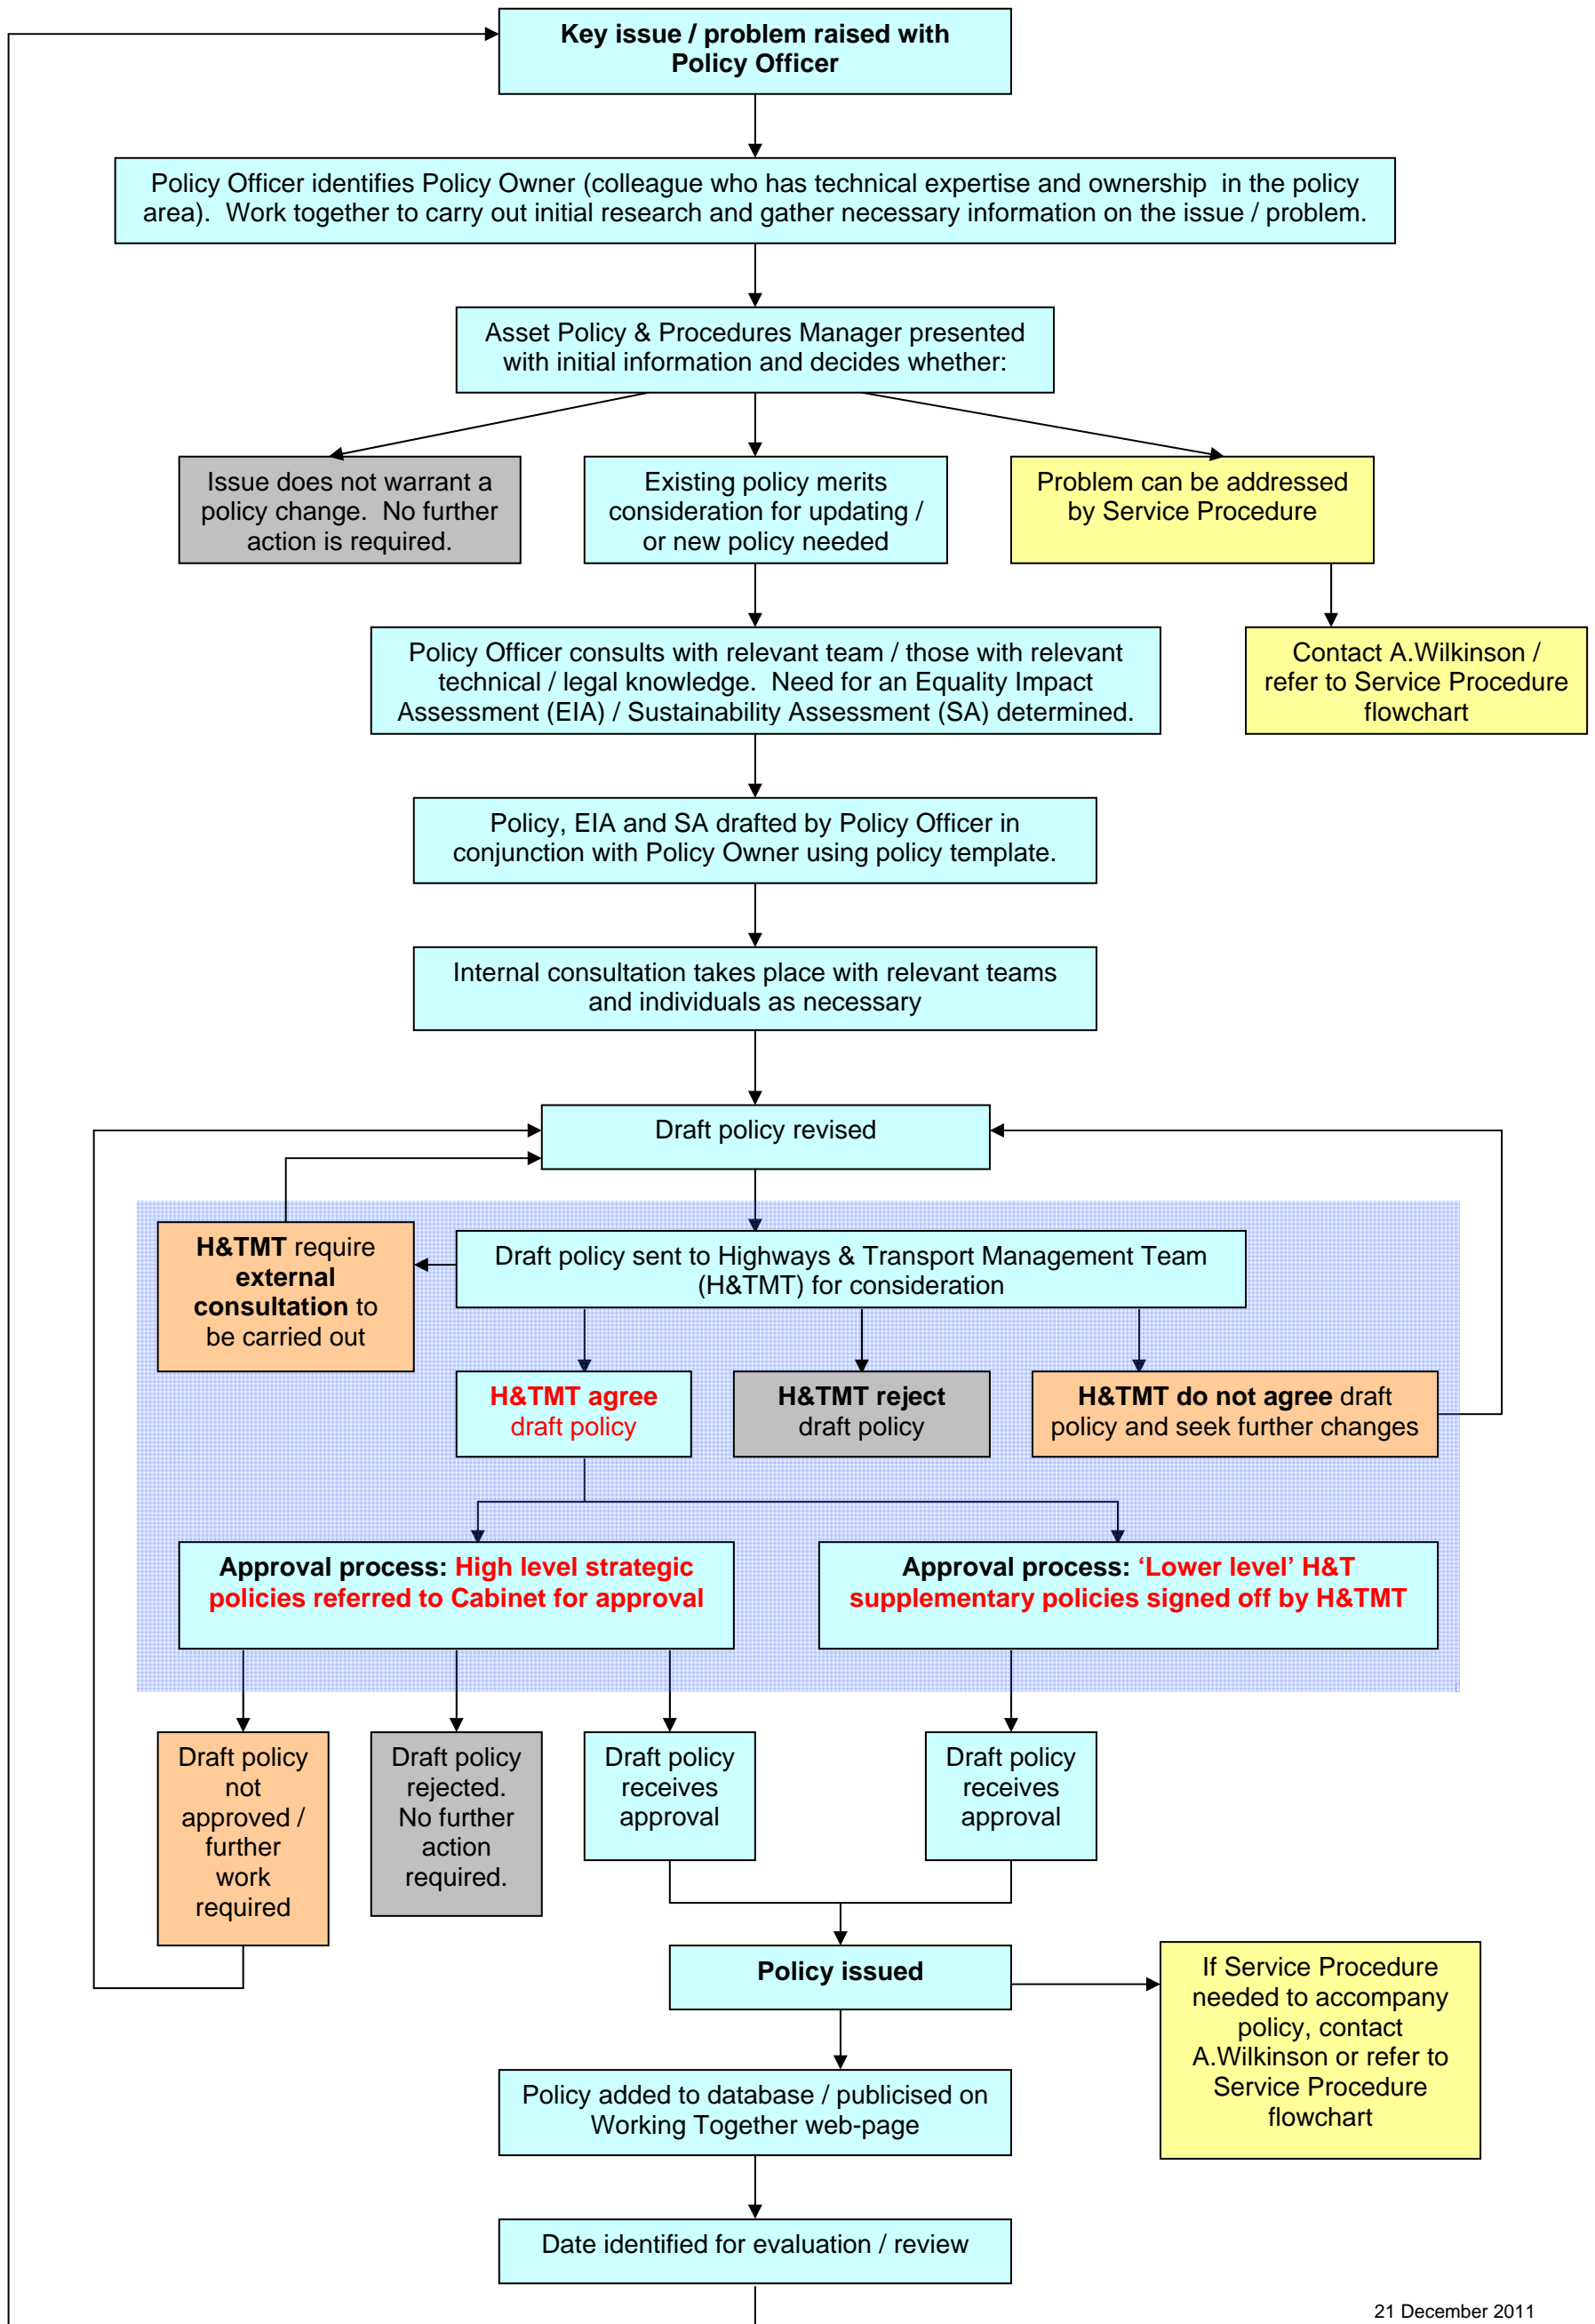 Key issue / problem raised with
Policy Officer
Policy Officer identifies Policy Owner (colleague who has technical expertise and ownership  in the policy
area).  Work together to carry out initial research and gather necessary information on the issue / problem.
Asset Policy & Procedures Manager presented
with initial information and decides whether:
Issue does not warrant a
policy change.  No further
action is required.
Existing policy merits
consideration for updating /
or new policy needed
Problem can be addressed
by Service Procedure
Policy Officer consults with relevant team / those with relevant
technical / legal knowledge.  Need for an Equality Impact
Assessment (EIA) / Sustainability Assessment (SA) determined.
Contact A.Wilkinson /
refer to Service Procedure
flowchart
Policy, EIA and SA drafted by Policy Officer in
conjunction with Policy Owner using policy template.
Internal consultation takes place with relevant teams
and individuals as necessary
Draft policy revised
H&TMT require
external
consultation to
be carried out
Draft policy sent to Highways & Transport Management Team
(H&TMT) for consideration
H&TMT agree
draft policy
H&TMT reject
draft policy
H&TMT do not agree draft
policy and seek further changes
Approval process: High level strategic
policies referred to Cabinet for approval
Approval process: ‘Lower level’ H&T
supplementary policies signed off by H&TMT
Draft policy
not
approved /
further
work
required
Draft policy
rejected.
No further
action
required.
Draft policy
receives
approval
Draft policy
receives
approval
Policy issued
If Service Procedure
needed to accompany
policy, contact
A.Wilkinson or refer to
Service Procedure
flowchart
Policy added to database / publicised on
Working Together web-page
Date identified for evaluation / review
21 December 2011